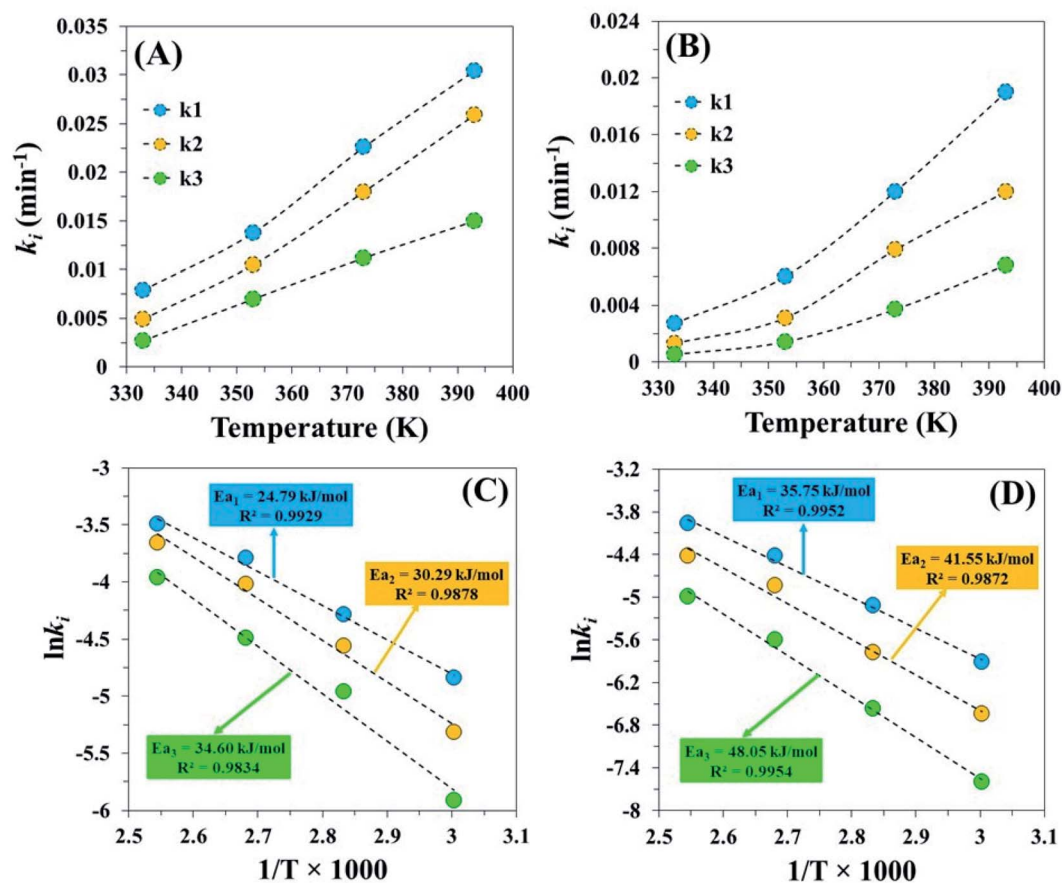 0.035
0.03
0.025
0.02
0.015
0.01
0.005
0
kᵢ (min⁻¹)
(A)
k1
k2
k3
330 340 350 360 370 380 390 400
Temperature (K)
0.024
0.02
0.016
0.012
0.008
0.004
0
kᵢ (min⁻¹)
(B)
k1
k2
k3
330 340 350 360 370 380 390 400
Temperature (K)
-3
-3.5
-4
-4.5
-5
-5.5
-6
lnkᵢ
(C)
Ea₁ = 24.79 kJ/mol
R² = 0.9929
Ea₂ = 30.29 kJ/mol
R² = 0.9878
Ea₃ = 34.60 kJ/mol
R² = 0.9834
2.5 2.6 2.7 2.8 2.9 3 3.1
1/T × 1000
-3.2
-3.8
-4.4
-5
-5.6
-6.2
-6.8
-7.4
-8
lnkᵢ
(D)
Ea₁ = 35.75 kJ/mol
R² = 0.9952
Ea₂ = 41.55 kJ/mol
R² = 0.9872
Ea₃ = 48.05 kJ/mol
R² = 0.9954
2.5 2.6 2.7 2.8 2.9 3 3.1
1/T × 1000